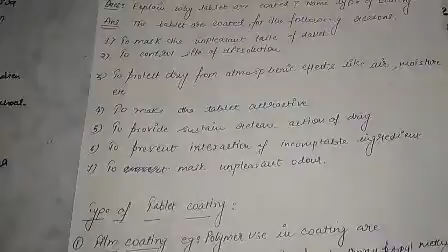 Ques: Explain why tablet are coated? Name type of coating
Ans The tablet are coated for the following reasons.
1) To mask the unpleasant taste of
2) To control site of dissolution
3) To protect drug from atmospheric effects like air, moisture
etc
4) To make the tablet attractive
5) To provide sustain release action of drug
6) To prevent interaction of incompatible ingredient
7) To mask unpleasant odour.
Type of Tablet coating:
① Film coating eg: Polymer use in coating are